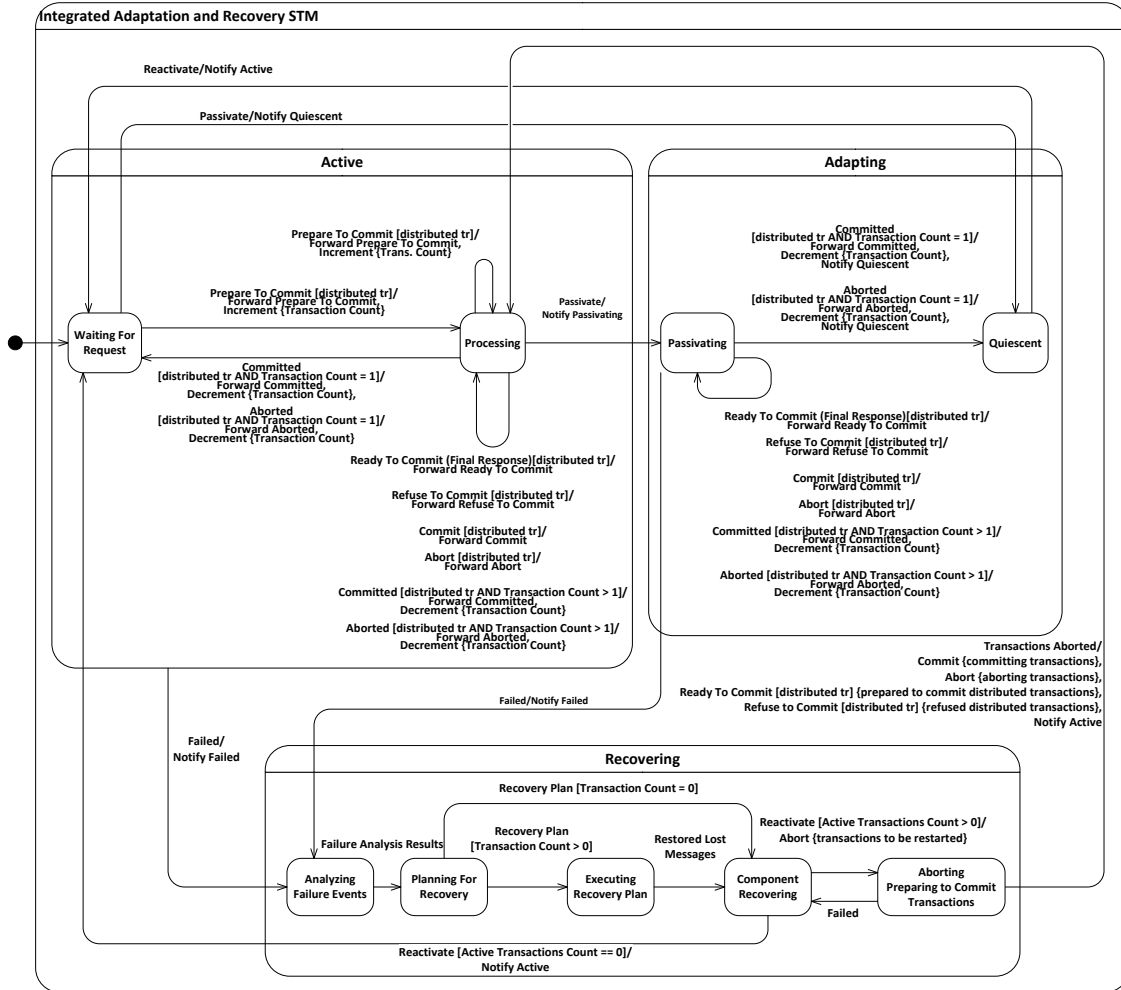 Integrated Adaptation and Recovery STM
Reactivate/Notify Active
Passivate/Notify Quiescent
Active
Adapting
Prepare To Commit [distributed tr]/
Forward Prepare To Commit,
Increment {Trans. Count}
Prepare To Commit [distributed tr]/
Forward Prepare To Commit,
Increment {Transaction Count}
Waiting For
Request
Processing
Committed
[distributed tr AND Transaction Count = 1]/
Forward Committed,
Decrement {Transaction Count},
Aborted
[distributed tr AND Transaction Count = 1]/
Forward Aborted,
Decrement {Transaction Count}
Ready To Commit (Final Response)[distributed tr]/
Forward Ready To Commit
Refuse To Commit [distributed tr]/
Forward Refuse To Commit
Commit [distributed tr]/
Forward Commit
Abort [distributed tr]/
Forward Abort
Committed [distributed tr AND Transaction Count > 1]/
Forward Committed,
Decrement {Transaction Count}
Aborted [distributed tr AND Transaction Count > 1]/
Forward Aborted,
Decrement {Transaction Count}
Passivate/
Notify Passivating
Committed
[distributed tr AND Transaction Count = 1]/
Forward Committed,
Decrement {Transaction Count},
Notify Quiescent
Aborted
[distributed tr AND Transaction Count = 1]/
Forward Aborted,
Decrement {Transaction Count},
Notify Quiescent
Passivating
Quiescent
Ready To Commit (Final Response)[distributed tr]/
Forward Ready To Commit
Refuse To Commit [distributed tr]/
Forward Refuse To Commit
Commit [distributed tr]/
Forward Commit
Abort [distributed tr]/
Forward Abort
Committed [distributed tr AND Transaction Count > 1]/
Forward Committed,
Decrement {Transaction Count}
Aborted [distributed tr AND Transaction Count > 1]/
Forward Aborted,
Decrement {Transaction Count}
Transactions Aborted/
Commit {committing transactions},
Abort {aborting transactions},
Ready To Commit [distributed tr] {prepared to commit distributed transactions},
Refuse to Commit [distributed tr] {refused distributed transactions},
Notify Active
Failed/Notify Failed
Failed/
Notify Failed
Recovering
Recovery Plan [Transaction Count = 0]
Failure Analysis Results
Recovery Plan
[Transaction Count > 0]
Restored Lost
Messages
Reactivate [Active Transactions Count > 0]/
Abort {transactions to be restarted}
Analyzing
Failure Events
Planning For
Recovery
Executing
Recovery Plan
Component
Recovering
Aborting
Preparing to Commit
Transactions
Failed
Reactivate [Active Transactions Count == 0]/
Notify Active